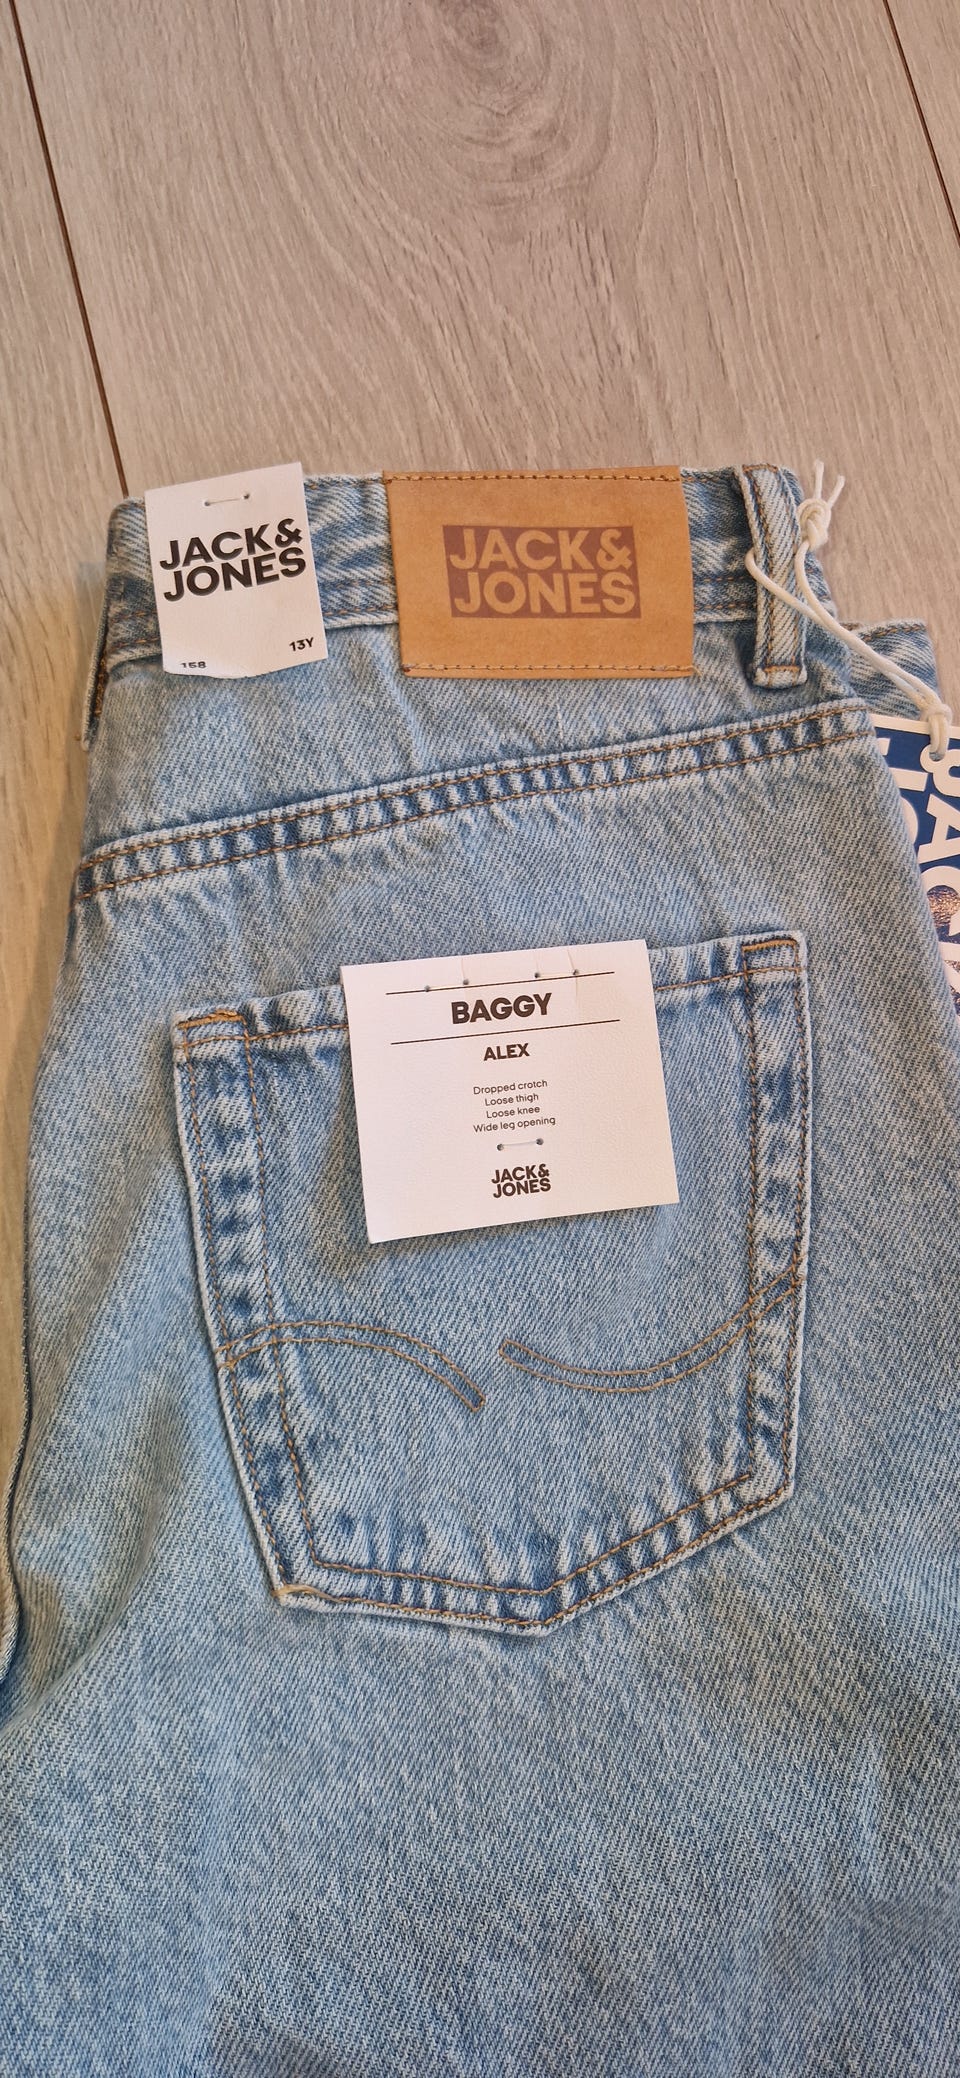 JACK&
JONES
13Y
158
JACK&
JONES
BAGGY
ALEX
Dropped crotch
Loose thigh
Loose knee
Wide leg opening
JACK&
JONES